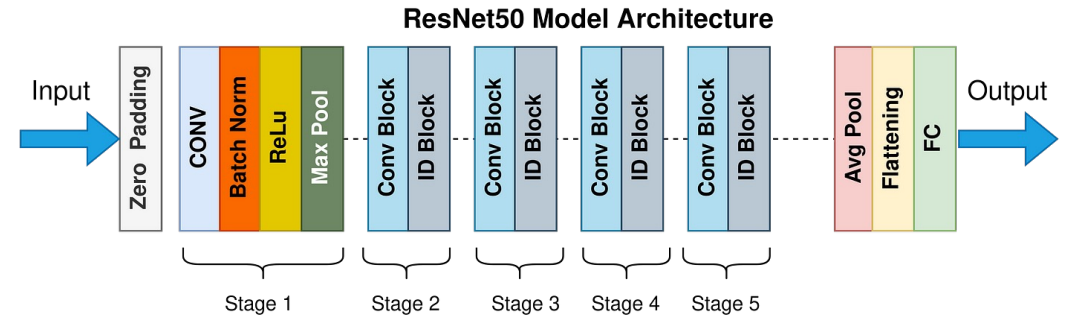 ResNet50 Model Architecture
Input
Zero Padding
CONV
Batch Norm
ReLu
Max Pool
Conv Block
ID Block
Conv Block
ID Block
Conv Block
ID Block
Conv Block
ID Block
Avg Pool
Flattening
FC
Output
Stage 1
Stage 2
Stage 3
Stage 4
Stage 5